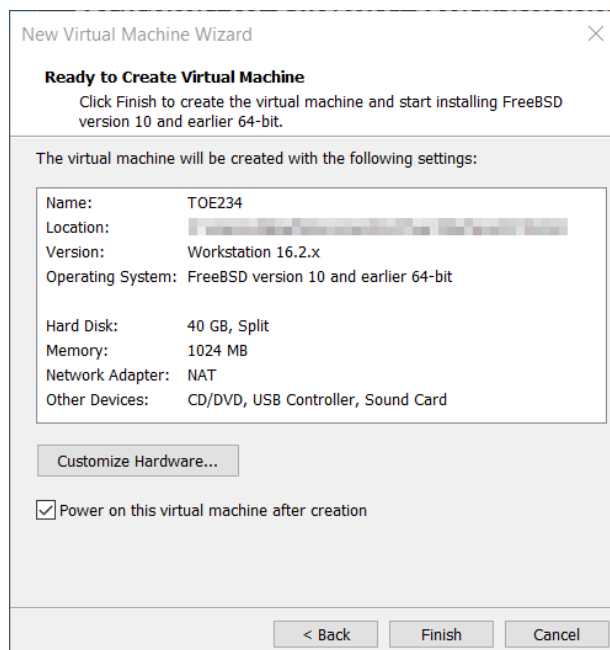 New Virtual Machine Wizard
Ready to Create Virtual Machine
Click Finish to create the virtual machine and start installing FreeBSD
version 10 and earlier 64-bit.
The virtual machine will be created with the following settings:
Name: TOE234
Location:
Version: Workstation 16.2.x
Operating System: FreeBSD version 10 and earlier 64-bit
Hard Disk: 40 GB, Split
Memory: 1024 MB
Network Adapter: NAT
Other Devices: CD/DVD, USB Controller, Sound Card
Customize Hardware...
Power on this virtual machine after creation
< Back Finish Cancel